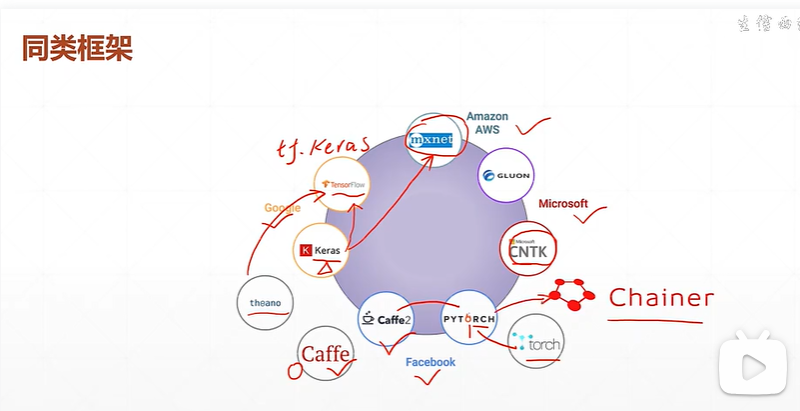 同类框架
Amazon
AWS
mxnet
tf.Keras
TensorFlow
GLUON
Google
Microsoft
Keras
Microsoft
CNTK
theano
Caffe2
PYTORCH
Chainer
torch
Caffe
Facebook